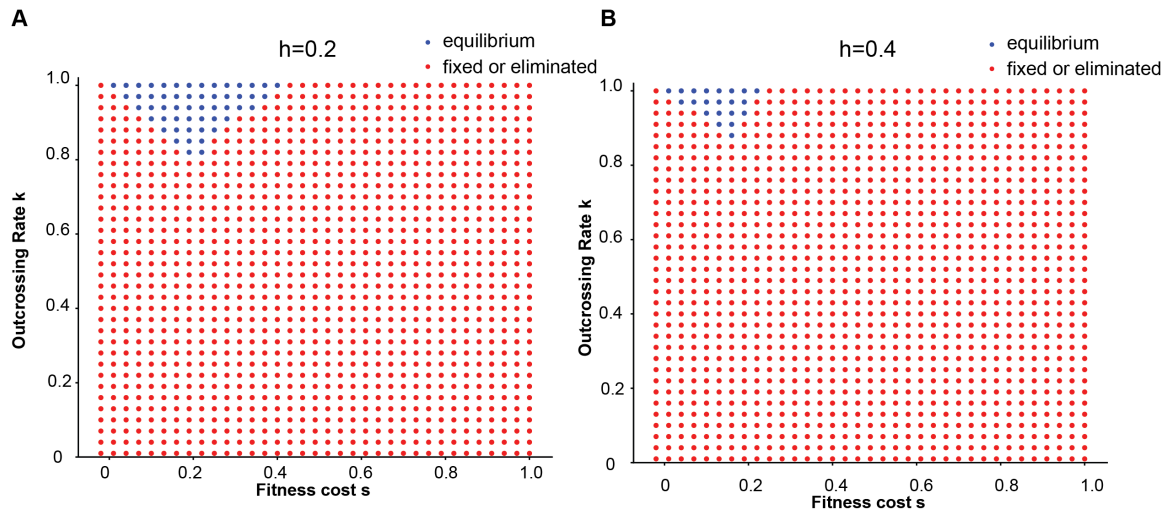 A
h=0.2
equilibrium
fixed or eliminated
1.0
0.8
0.6
0.4
0.2
0
Outcrossing Rate k
0 0.2 0.4 0.6 0.8 1.0
Fitness cost s
B
h=0.4
equilibrium
fixed or eliminated
1.0
0.8
0.6
0.4
0.2
0
Outcrossing Rate k
0 0.2 0.4 0.6 0.8 1.0
Fitness cost s